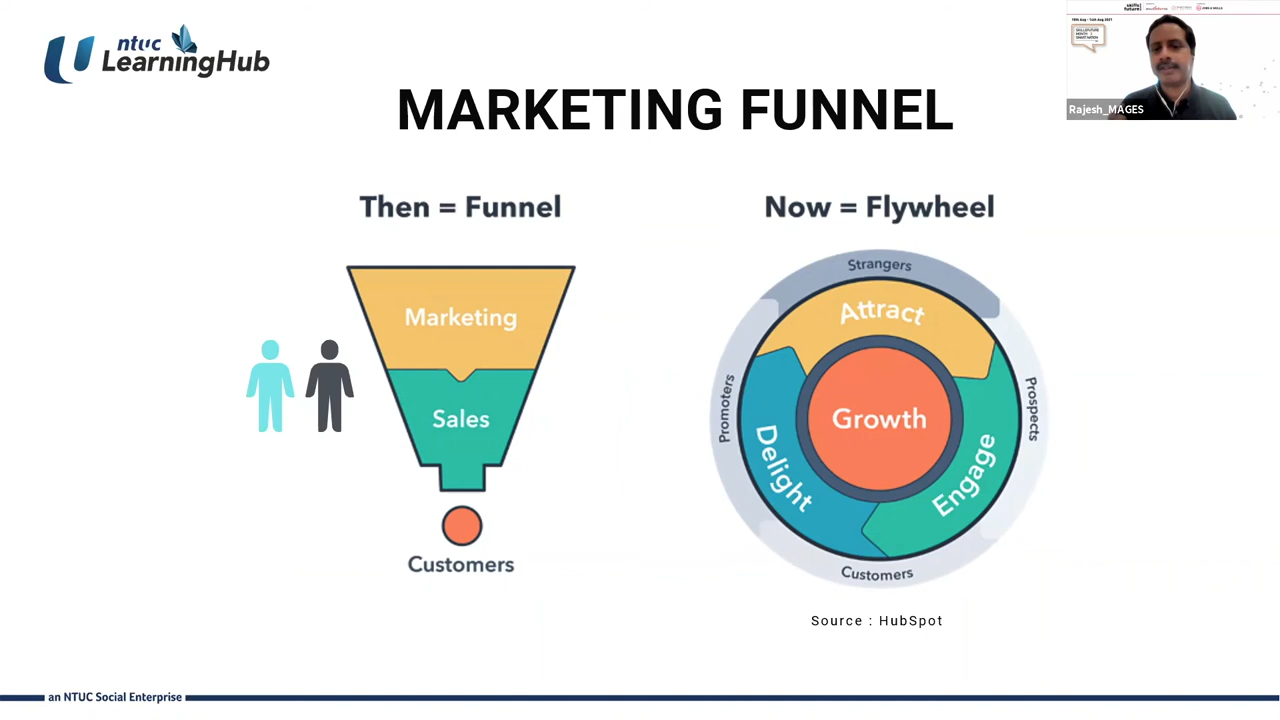 ntuc
LearningHub
MARKETING FUNNEL
Then = Funnel
Marketing
Sales
Customers
Now = Flywheel
Strangers
Attract
Prospects
Engage
Customers
Delight
Promoters
Growth
Source : HubSpot
an NTUC Social Enterprise
Rajesh_MAGES